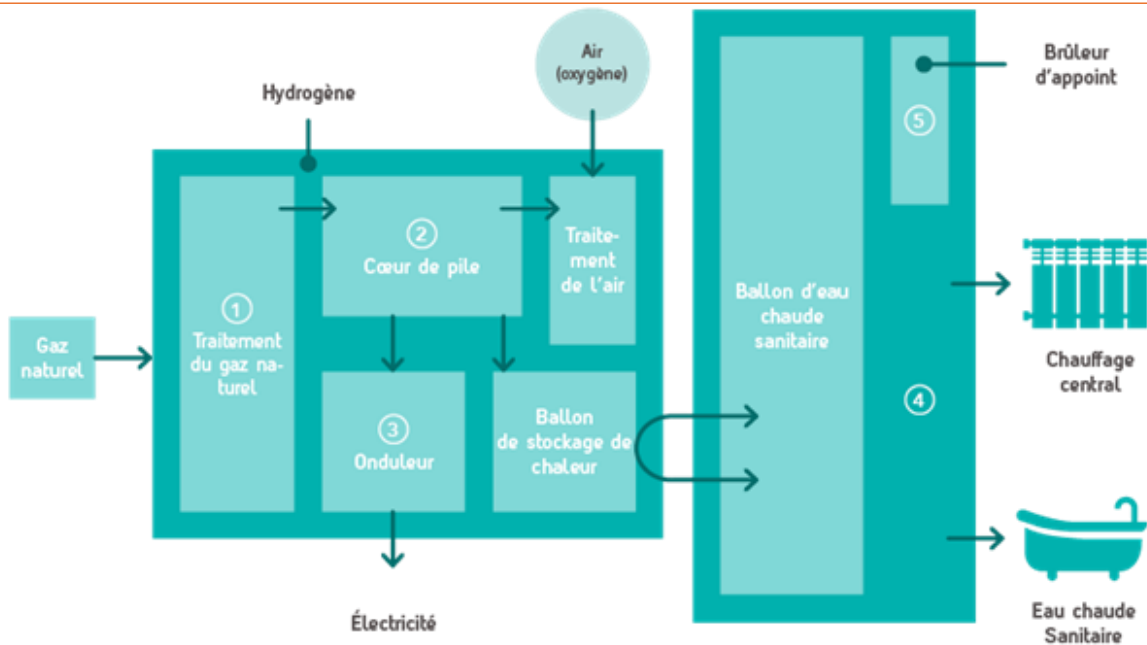 Air
(oxygène)
Brûleur
d'appoint
Hydrogène
5
2
Cœur de pile
Traite-
ment
de l'air
1
Traitement
du gaz na-
turel
Gaz
naturel
Ballon d'eau
chaude
sanitaire
Chauffage
central
4
3
Onduleur
Ballon
de stockage de
chaleur
Électricité
Eau chaude
Sanitaire